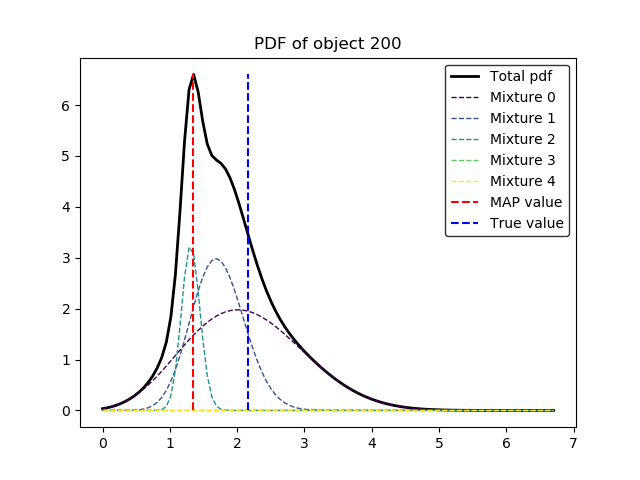 PDF of object 200
Total pdf
Mixture 0
Mixture 1
Mixture 2
Mixture 3
Mixture 4
MAP value
True value
6
5
4
3
2
1
0
0 1 2 3 4 5 6 7